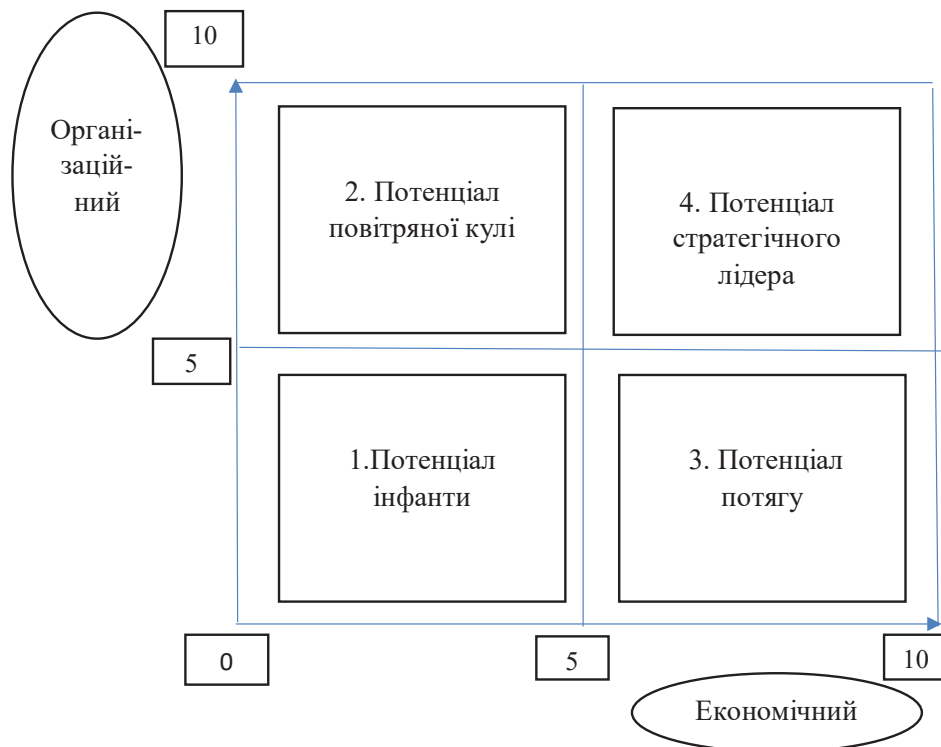 10
Органі-
зацій-
ний
2. Потенціал
повітряної кулі
4. Потенціал
стратегічного
лідера
5
1.Потенціал
інфанти
3. Потенціал
потягу
0
5
10
Економічний